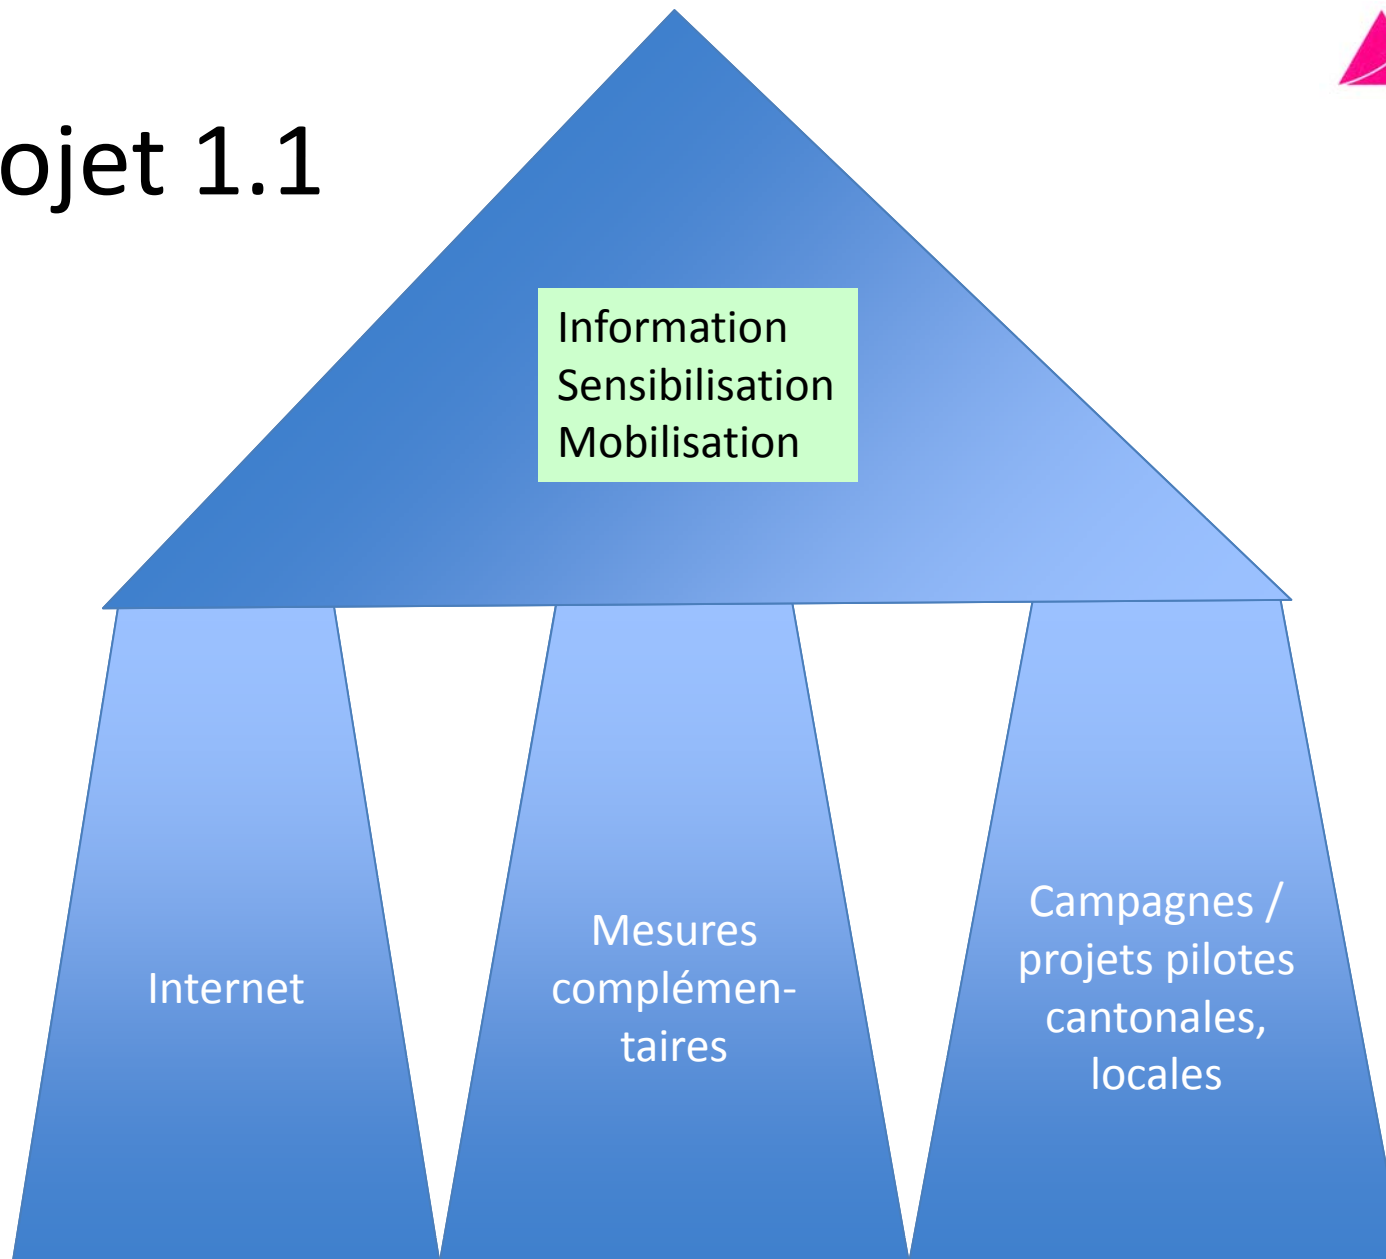 ojet 1.1
Information
Sensibilisation
Mobilisation
Internet
Mesures
complémen-
taires
Campagnes /
projets pilotes
cantonales,
locales